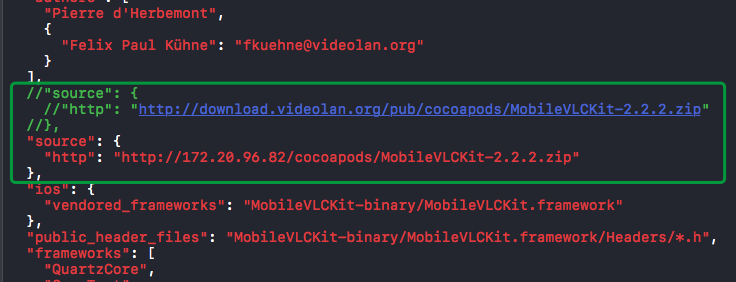 "Pierre d'Herbemont",
{
"Felix Paul Kühne": "fkuehne@videolan.org"
}
],
//"source": {
//"http": "http://download.videolan.org/pub/cocoapods/MobileVLCKit-2.2.2.zip"
//},
"source": {
"http": "http://172.20.96.82/cocoapods/MobileVLCKit-2.2.2.zip"
},
"ios": {
"vendored_frameworks": "MobileVLCKit-binary/MobileVLCKit.framework"
},
"public_header_files": "MobileVLCKit-binary/MobileVLCKit.framework/Headers/*.h",
"frameworks": [
"QuartzCore",